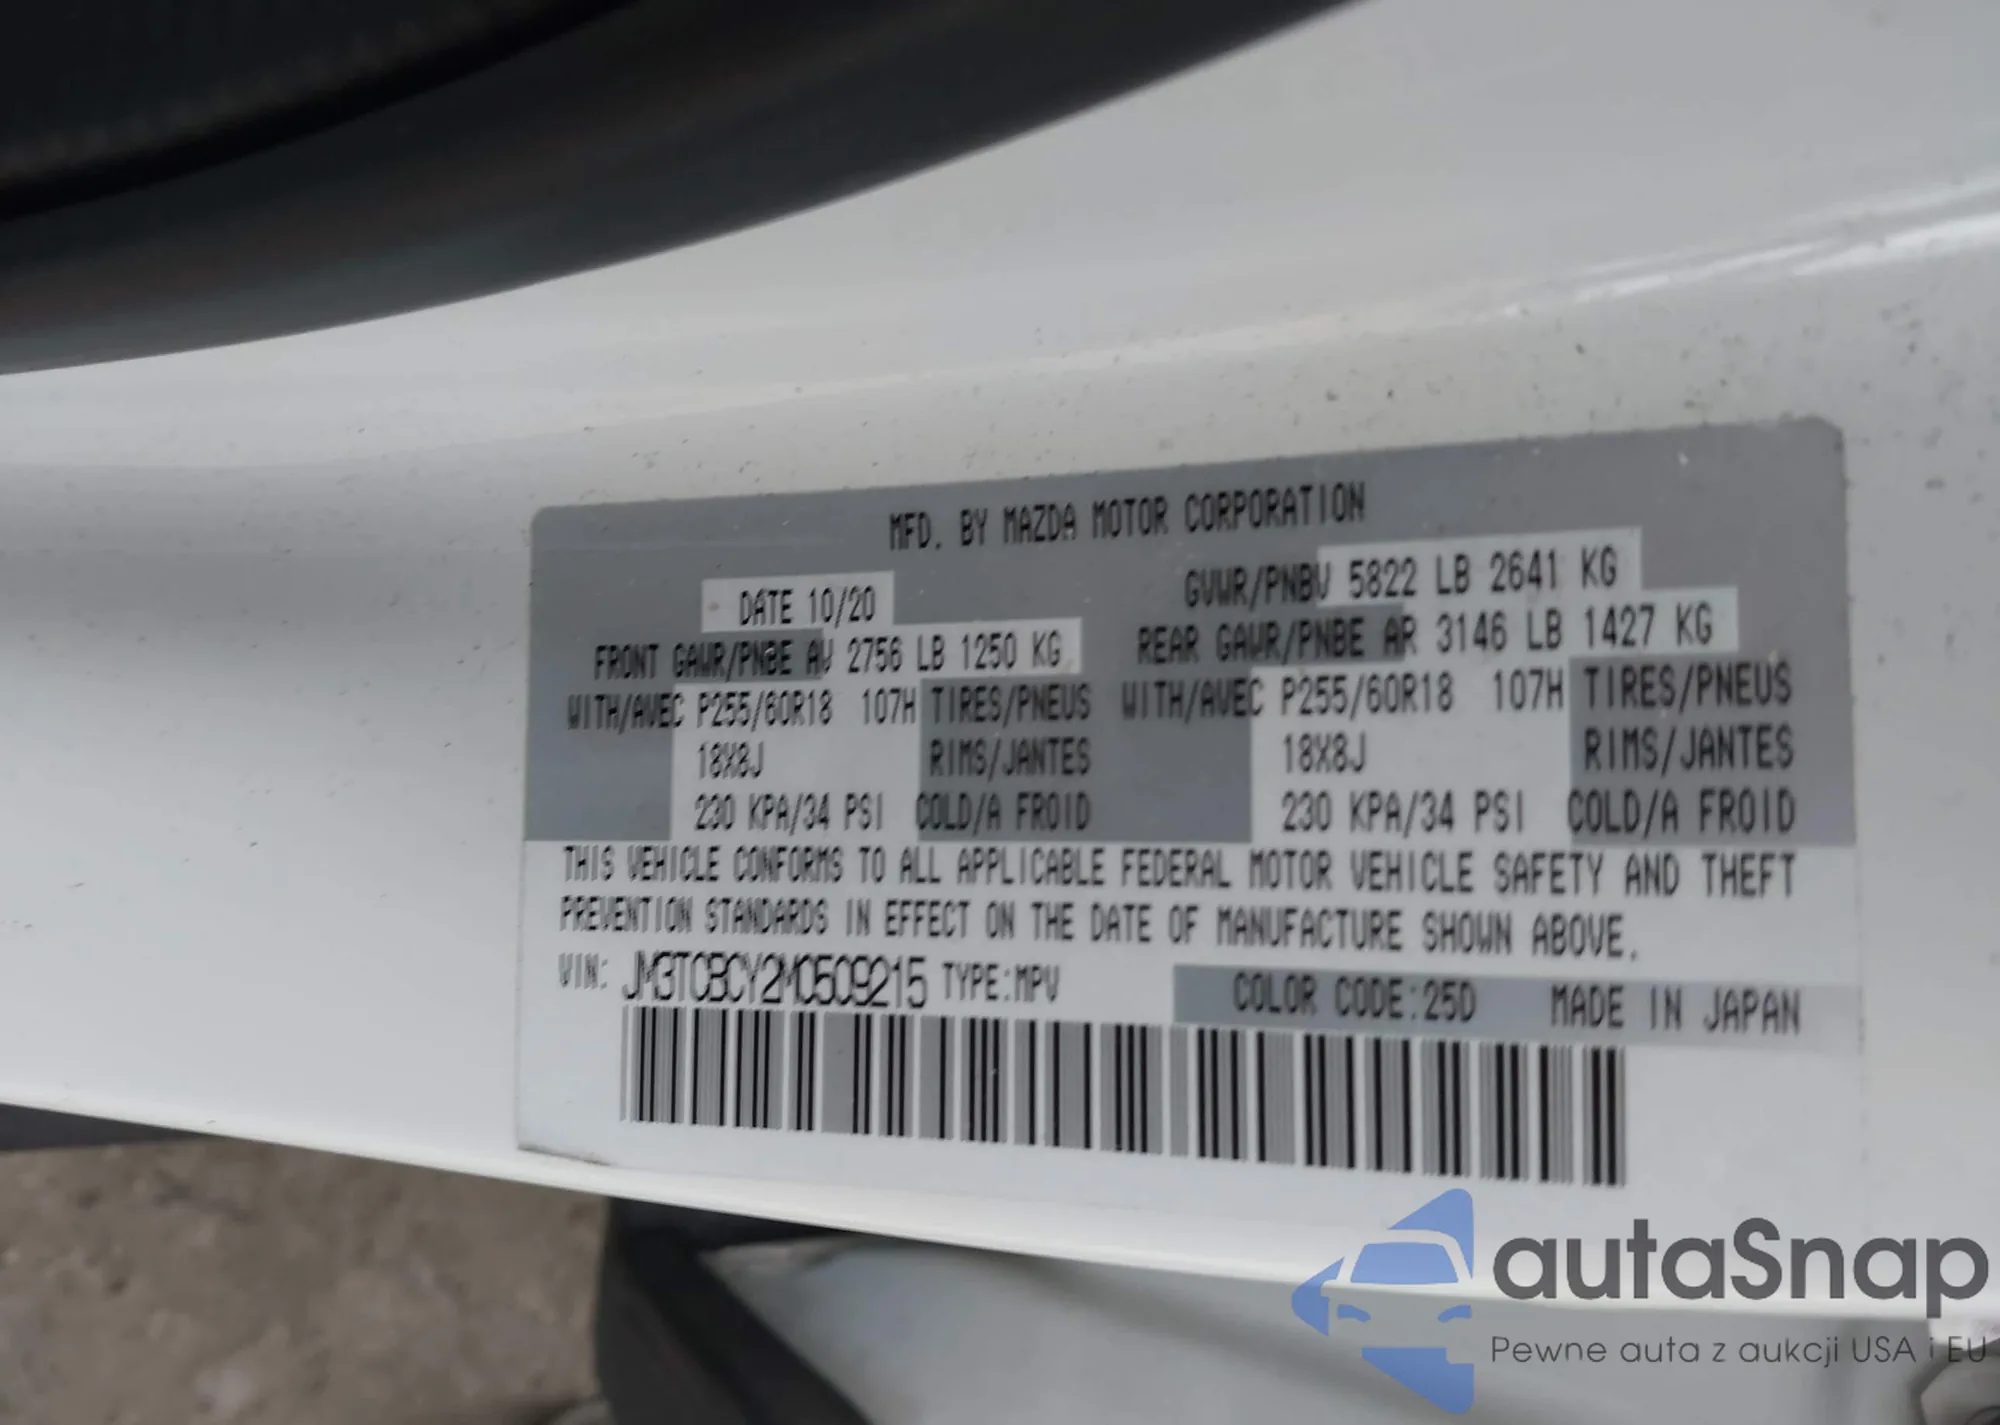 MFD. BY MAZDA MOTOR CORPORATION
DATE 10/20 GVWR/PNBV 5822 LB 2641 KG
FRONT GAWR/PNBE AV 2756 LB 1250 KG REAR GAWR/PNBE AR 3146 LB 1427 KG
WITH/AVEC P255/60R18 107H TIRES/PNEUS WITH/AVEC P255/60R18 107H TIRES/PNEUS
18X8J RIMS/JANTES 18X8J RIMS/JANTES
230 KPA/34 PSI COLD/A FROID 230 KPA/34 PSI COLD/A FROID
THIS VEHICLE CONFORMS TO ALL APPLICABLE FEDERAL MOTOR VEHICLE SAFETY AND THEFT
PREVENTION STANDARDS IN EFFECT ON THE DATE OF MANUFACTURE SHOWN ABOVE.
VIN: JM3TCBCY2M0509215 TYPE:MPV COLOR CODE:25D MADE IN JAPAN
autaSnap
Pewne auta z aukcji USA i EU